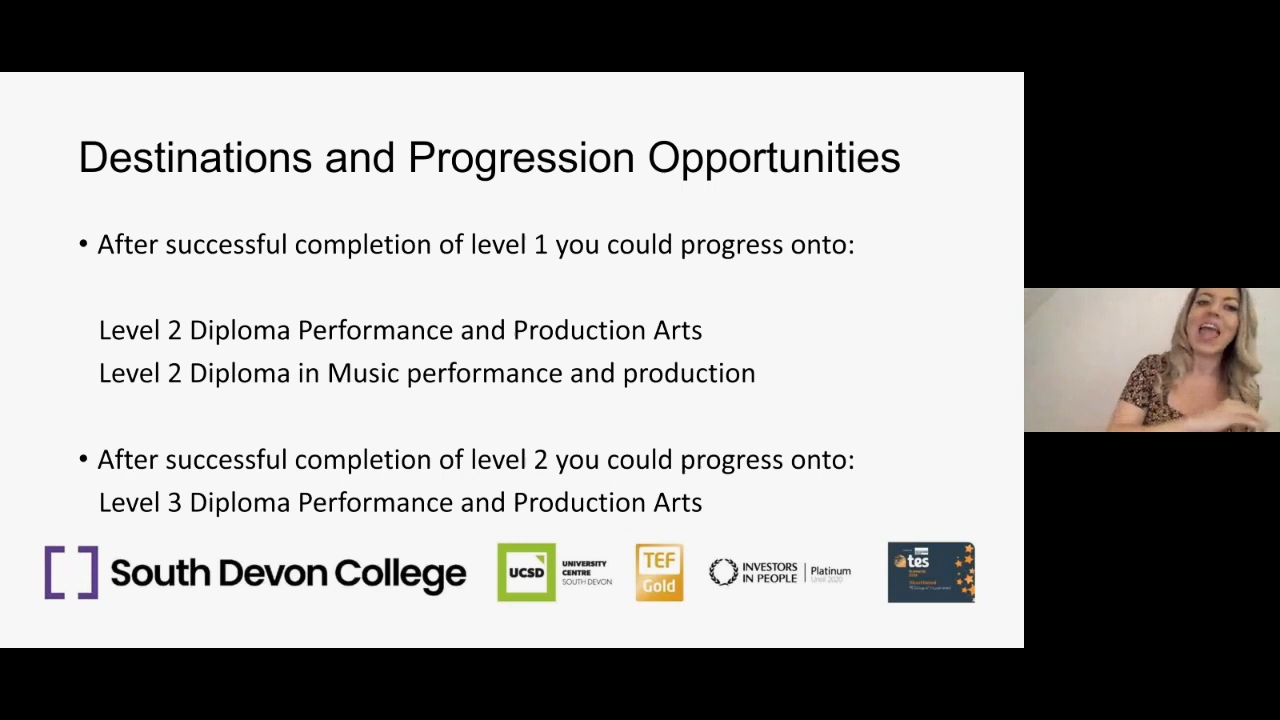 Destinations and Progression Opportunities
• After successful completion of level 1 you could progress onto:
Level 2 Diploma Performance and Production Arts
Level 2 Diploma in Music performance and production
• After successful completion of level 2 you could progress onto:
Level 3 Diploma Performance and Production Arts
South Devon College
UCSD
UNIVERSITY
CENTRE
SOUTH DEVON
TEF
Gold
INVESTORS
IN PEOPLE
Platinum
Until 2020
tes